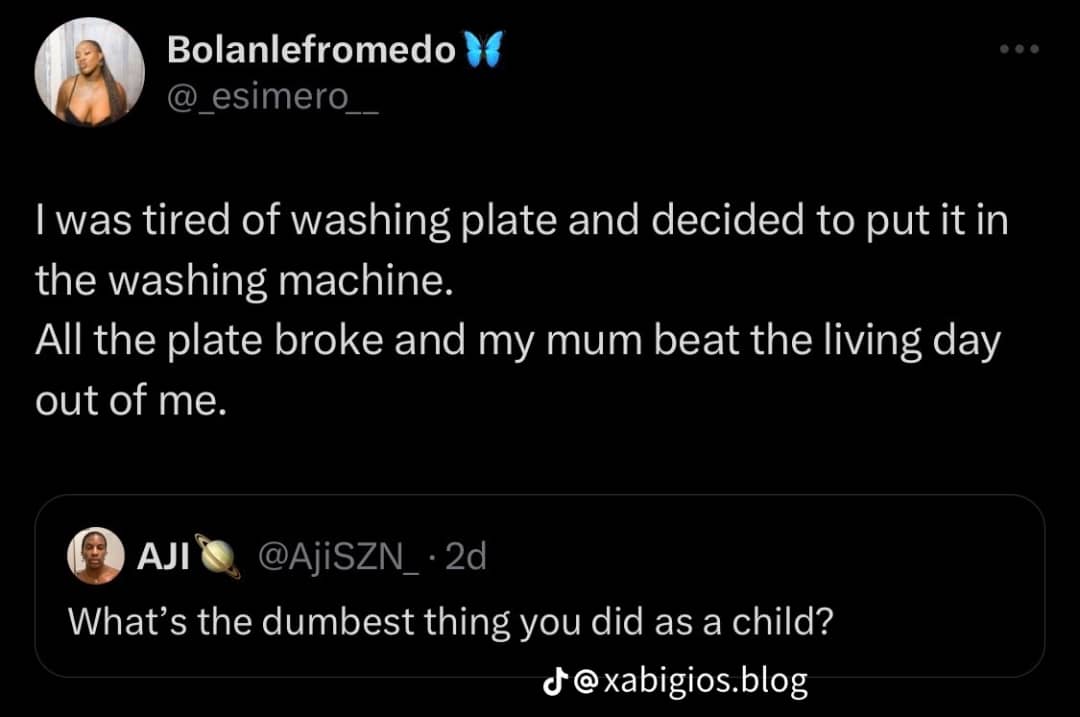 Bolanlefromedo🦋
@_esimero__
I was tired of washing plate and decided to put it in
the washing machine.
All the plate broke and my mum beat the living day
out of me.
AJI🪐 @AjiSZN_ · 2d
What's the dumbest thing you did as a child?
@xabigios.blog